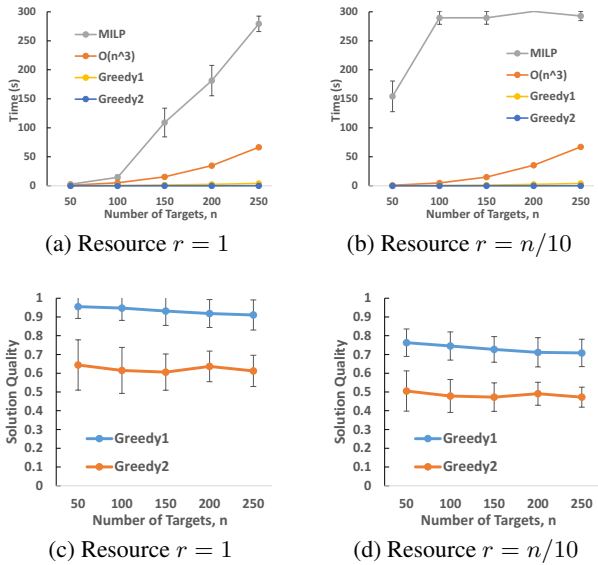 300
250
200
150
100
50
0
Time (s)
MILP
O(n^3)
Greedy1
Greedy2
50 100 150 200 250
Number of Targets, n
(a) Resource r = 1
300
250
200
150
100
50
0
Time (s)
MILP
O(n^3)
Greedy1
Greedy2
50 100 150 200 250
Number of Targets, n
(b) Resource r = n/10
1
0.9
0.8
0.7
0.6
0.5
0.4
0.3
0.2
0.1
0
Solution Quality
Greedy1
Greedy2
50 100 150 200 250
Number of Targets, n
(c) Resource r = 1
1
0.9
0.8
0.7
0.6
0.5
0.4
0.3
0.2
0.1
0
Solution Quality
Greedy1
Greedy2
50 100 150 200 250
Number of Targets, n
(d) Resource r = n/10